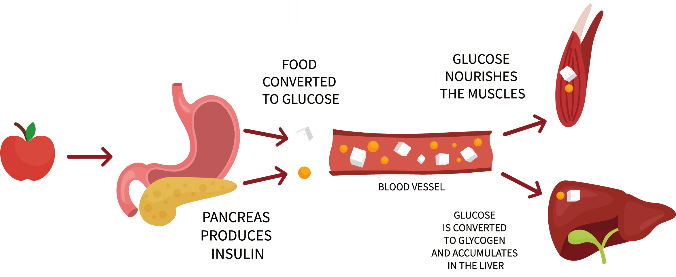 FOOD
CONVERTED
TO GLUCOSE
PANCREAS
PRODUCES
INSULIN
BLOOD VESSEL
GLUCOSE
NOURISHES
THE MUSCLES
GLUCOSE
IS CONVERTED
TO GLYCOGEN
AND ACCUMULATES
IN THE LIVER